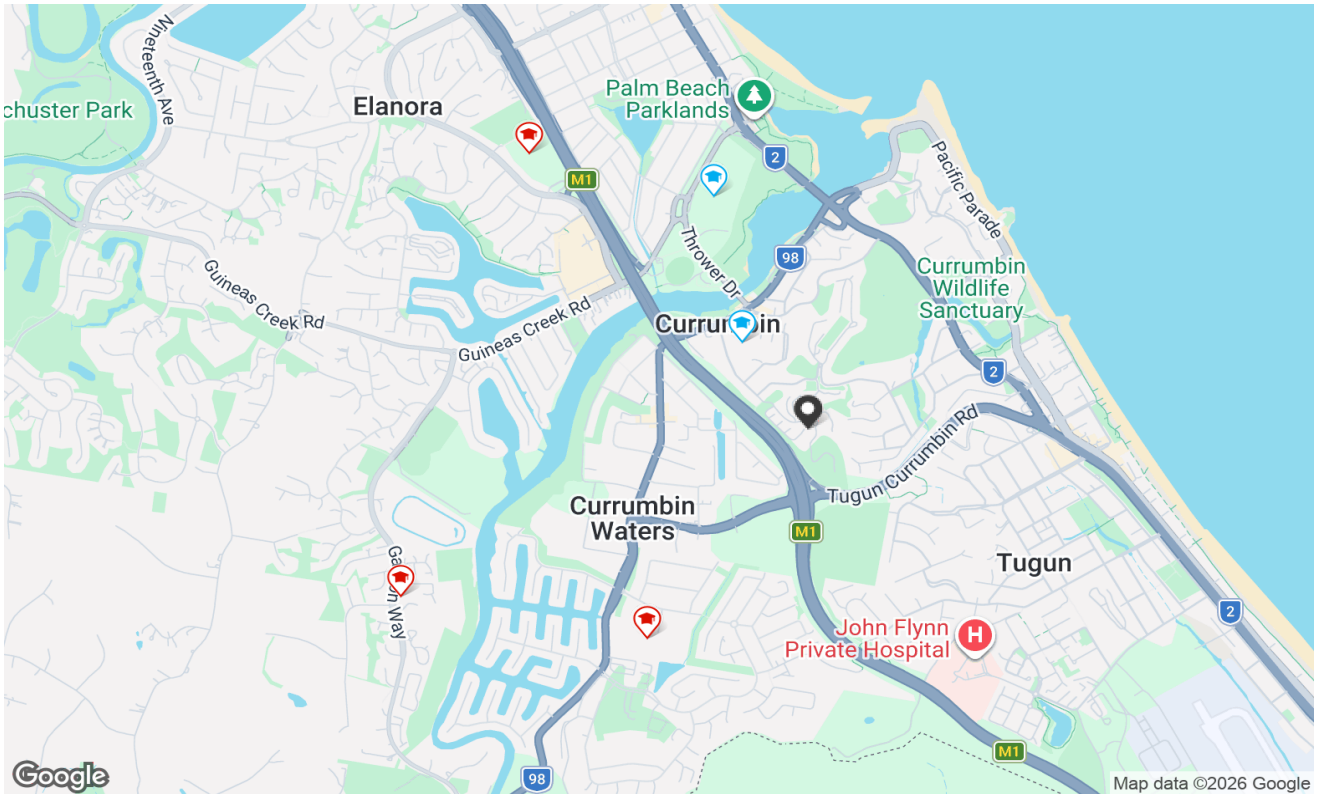 Nineteenth Ave
Elanora
chuster Park
Palm Beach
Parklands
M1
2
Pacific Parade
Thrower Dr
98
Guineas Creek Rd
Currumbin
Wildlife
Sanctuary
Guineas Creek Rd
Currumbin
2
Tugun Currumbin Rd
Currumbin
Waters
M1
Tugun
Way
2
John Flynn
Private Hospital
H
M1
98
Google
Map data ©2026 Google